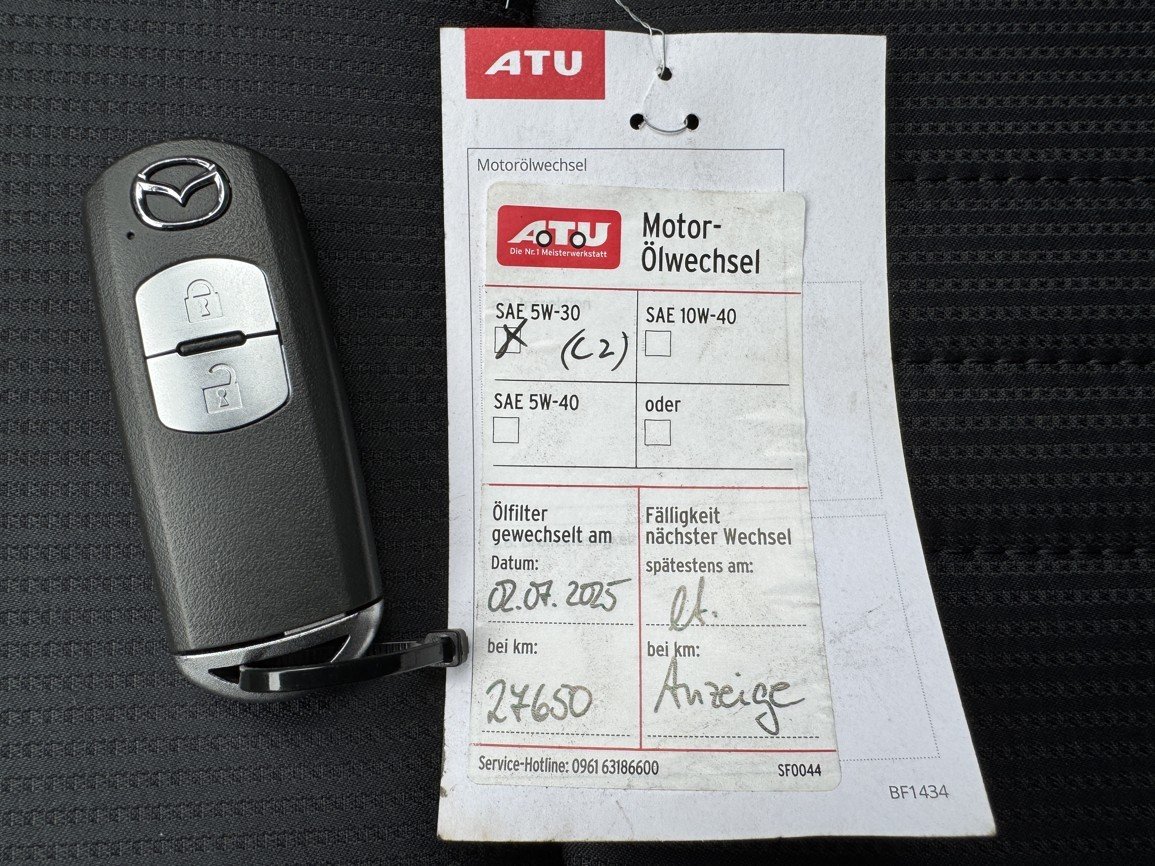 ATU
Motorölwechsel
ATU
Die Nr.1 Meisterwerkstatt
Motor-
Ölwechsel
SAE 5W-30
X (C2)
SAE 10W-40
SAE 5W-40
oder
Ölfilter
gewechselt am
Datum:
02.07.2025
bei km:
27650
Fälligkeit
nächster Wechsel
spätestens am:
lt.
bei km:
Anzeige
Service-Hotline: 0961 63186600
SF0044
BF1434